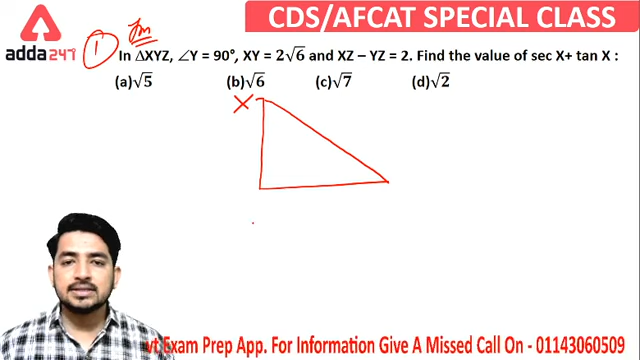 CDS/AFCAT SPECIAL CLASS
adda247
1
In ΔXYZ, ∠Y = 90°, XY = 2√6 and XZ – YZ = 2. Find the value of sec X+ tan X :
(a)√5 (b)√6 (c)√7 (d)√2
X
vt Exam Prep App. For Information Give A Missed Call On - 01143060509